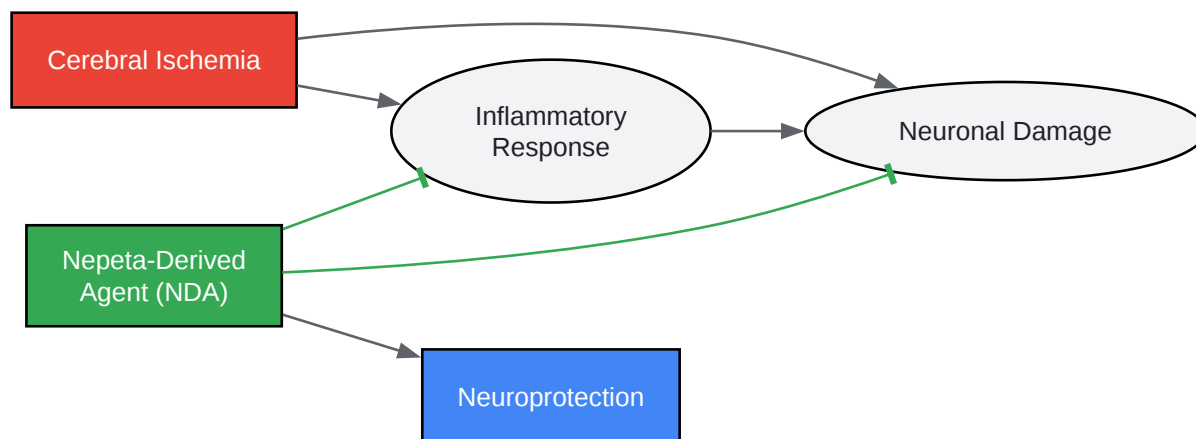 Cerebral Ischemia
Inflammatory
Response
Neuronal Damage
Nepeta-Derived
Agent (NDA)
Neuroprotection